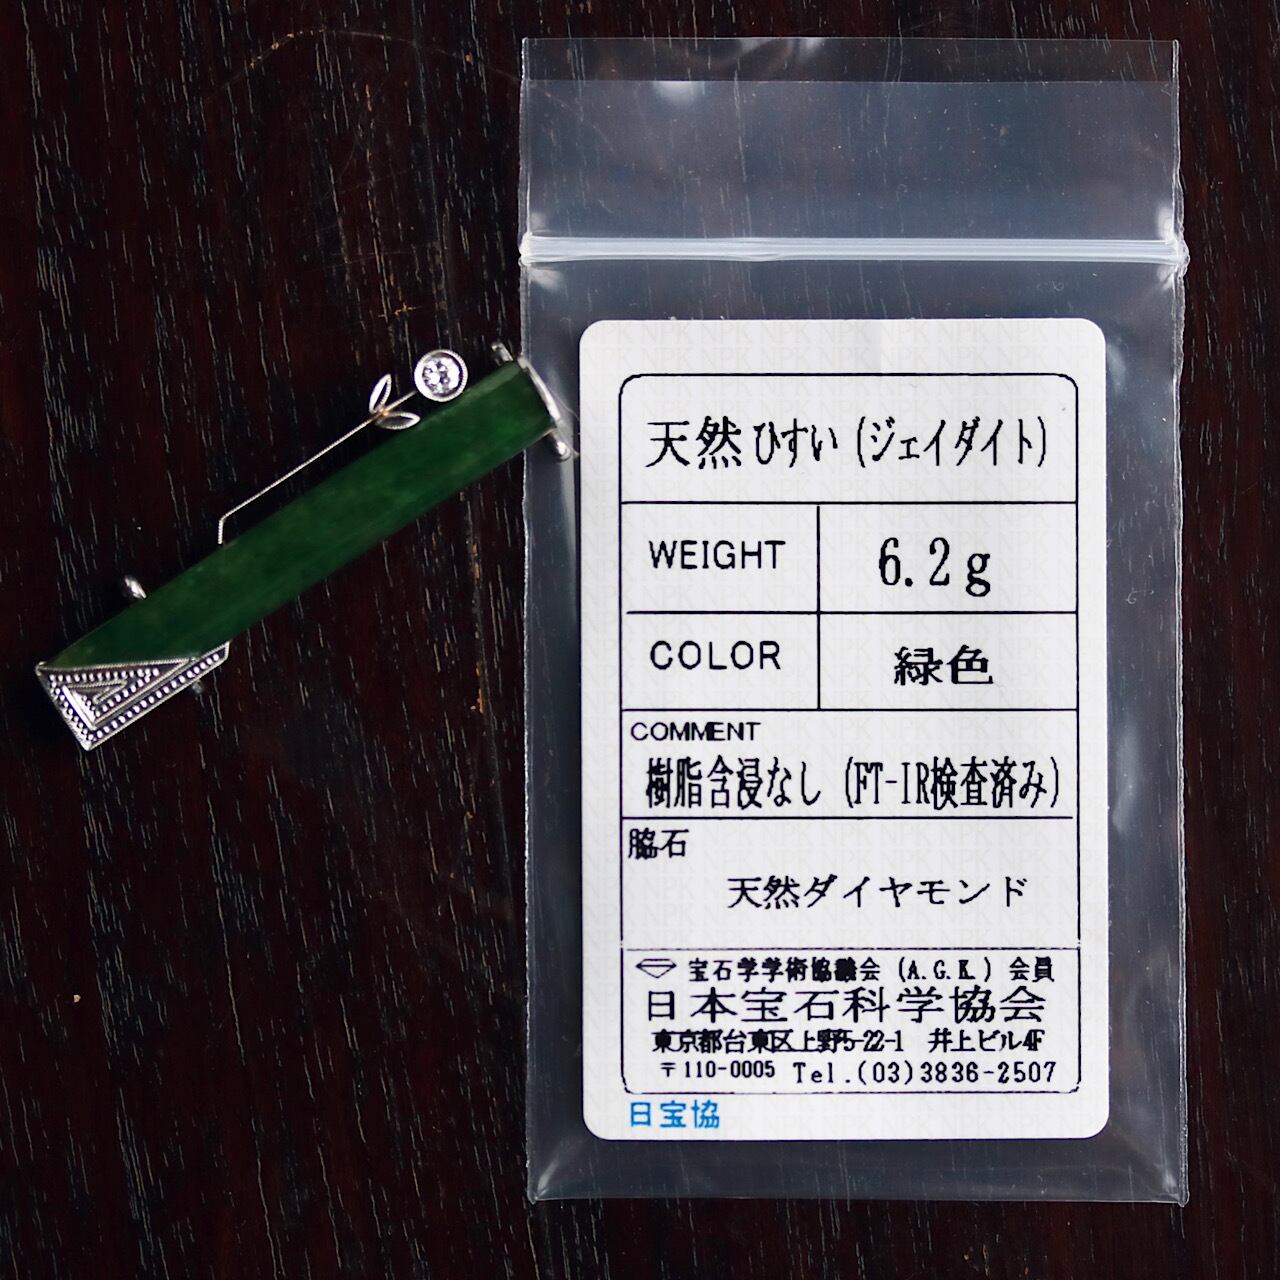 天然ひすい (ジェイダイト)
WEIGHT 6.2g
COLOR 緑色
COMMENT
樹脂含浸なし (FT-IR検査済み)
脇石
天然ダイヤモンド
宝石学学術協議会 (A.G.K.) 会員
日本宝石科学協会
東京都台東区上野5-22-1 井上ビル4F
〒110-0005 Tel.(03)3836-2507
日宝協